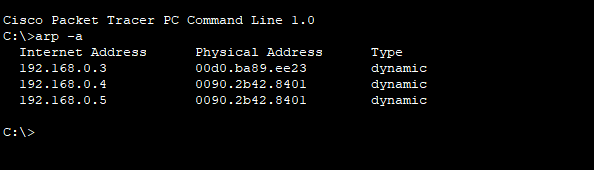 Cisco Packet Tracer PC Command Line 1.0
C:\>arp -a
Internet Address Physical Address Type
192.168.0.3 00d0.ba89.ee23 dynamic
192.168.0.4 0090.2b42.8401 dynamic
192.168.0.5 0090.2b42.8401 dynamic
C:\>